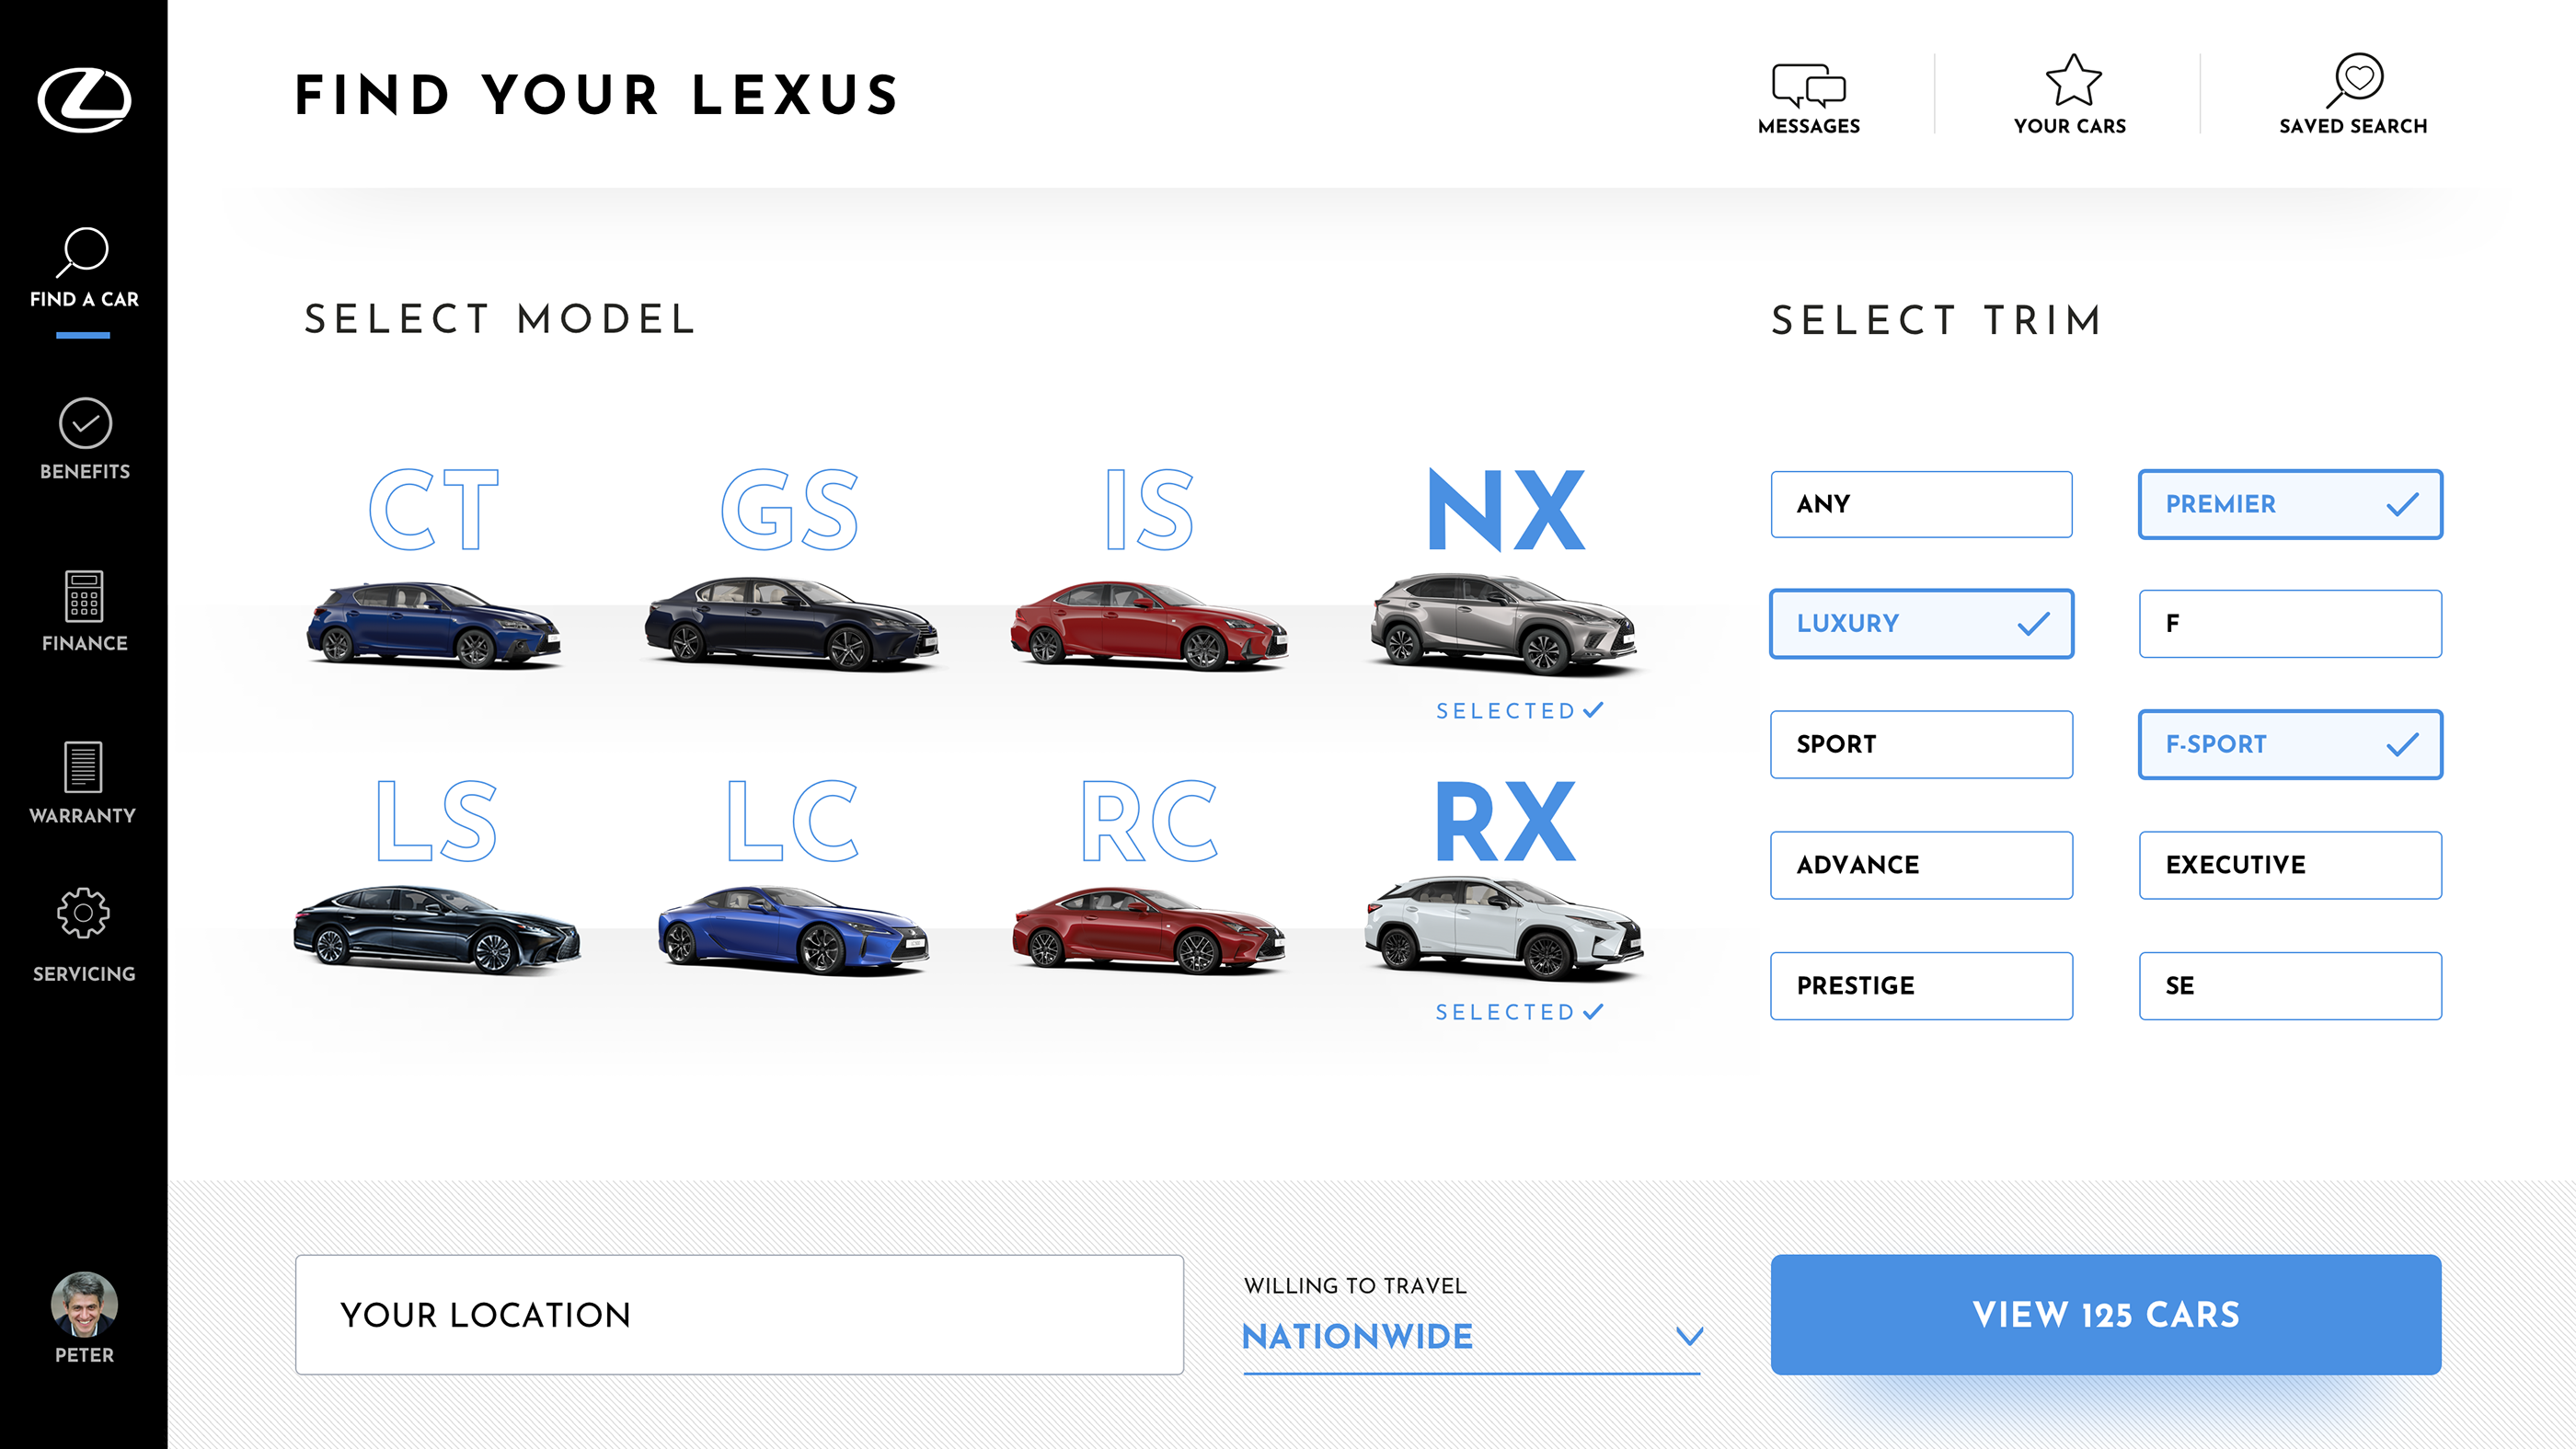 FIND YOUR LEXUS
MESSAGES
YOUR CARS
SAVED SEARCH
FIND A CAR
BENEFITS
FINANCE
WARRANTY
SERVICING
PETER
SELECT MODEL
CT
GS
IS
NX
SELECTED
LS
LC
RC
RX
SELECTED
SELECT TRIM
ANY
PREMIER
LUXURY
F
SPORT
F-SPORT
ADVANCE
EXECUTIVE
PRESTIGE
SE
YOUR LOCATION
WILLING TO TRAVEL
NATIONWIDE
VIEW 125 CARS